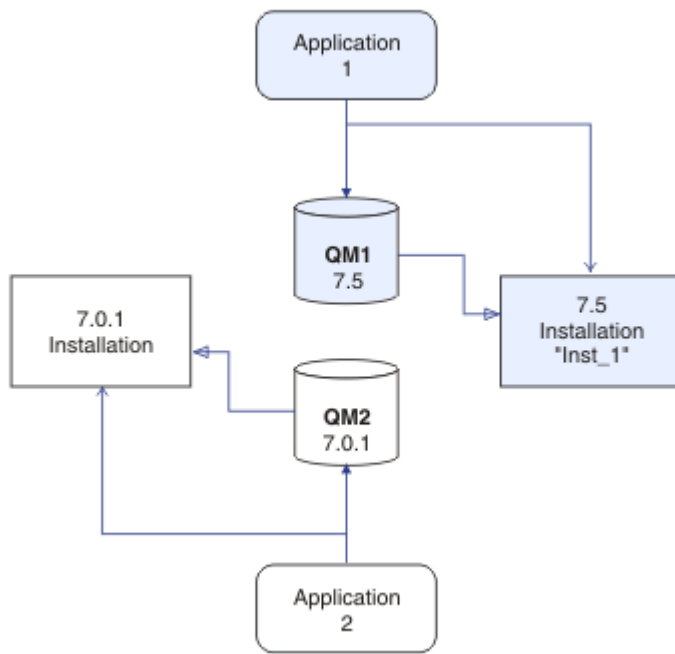 Application
1
QM1
7.5
7.5
Installation
"Inst_1"
7.0.1
Installation
QM2
7.0.1
Application
2